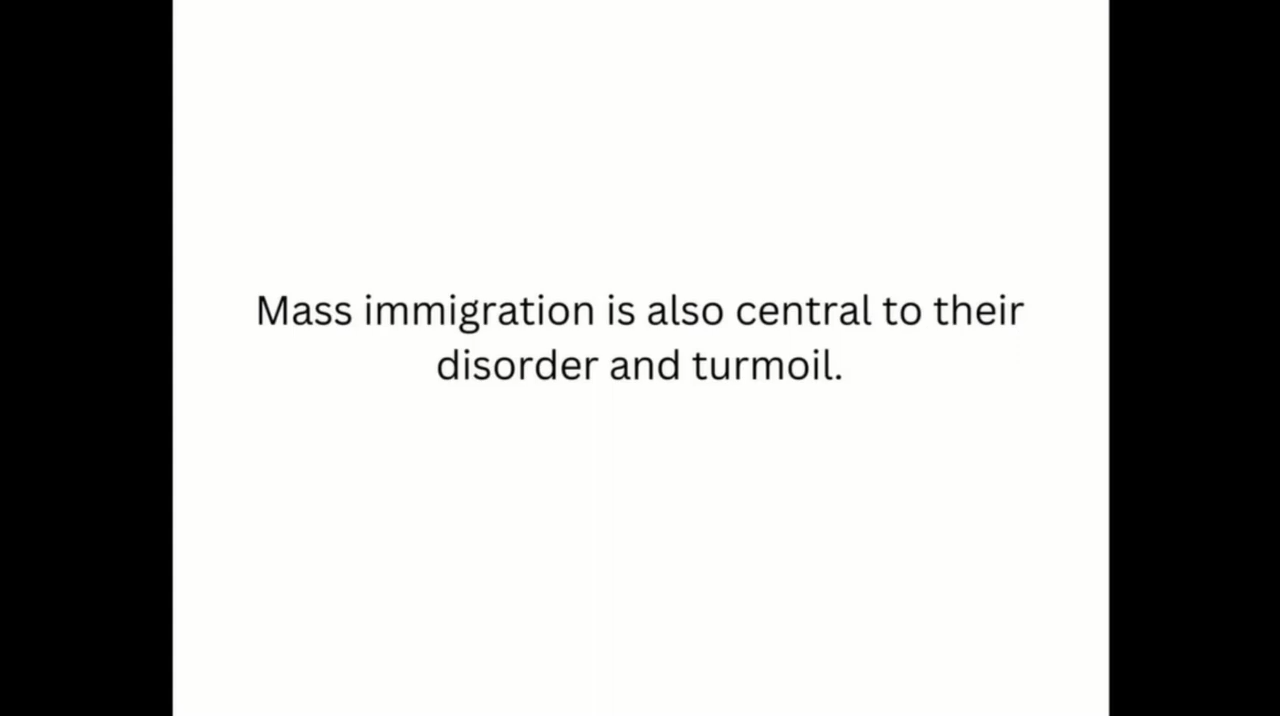 Mass immigration is also central to their
disorder and turmoil.